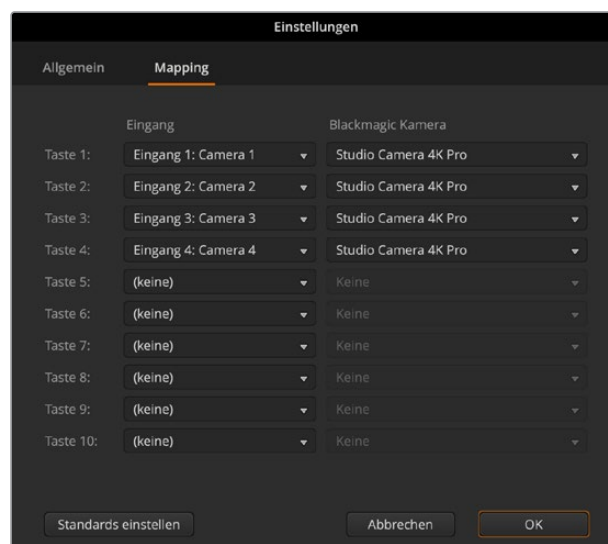 Einstellungen
Allgemein Mapping
Eingang Blackmagic Kamera
Taste 1: Eingang 1: Camera 1 Studio Camera 4K Pro
Taste 2: Eingang 2: Camera 2 Studio Camera 4K Pro
Taste 3: Eingang 3: Camera 3 Studio Camera 4K Pro
Taste 4: Eingang 4: Camera 4 Studio Camera 4K Pro
Taste 5: (keine) Keine
Taste 6: (keine) Keine
Taste 7: (keine) Keine
Taste 8: (keine) Keine
Taste 9: (keine) Keine
Taste 10: (keine) Keine
Standards einstellen Abbrechen OK